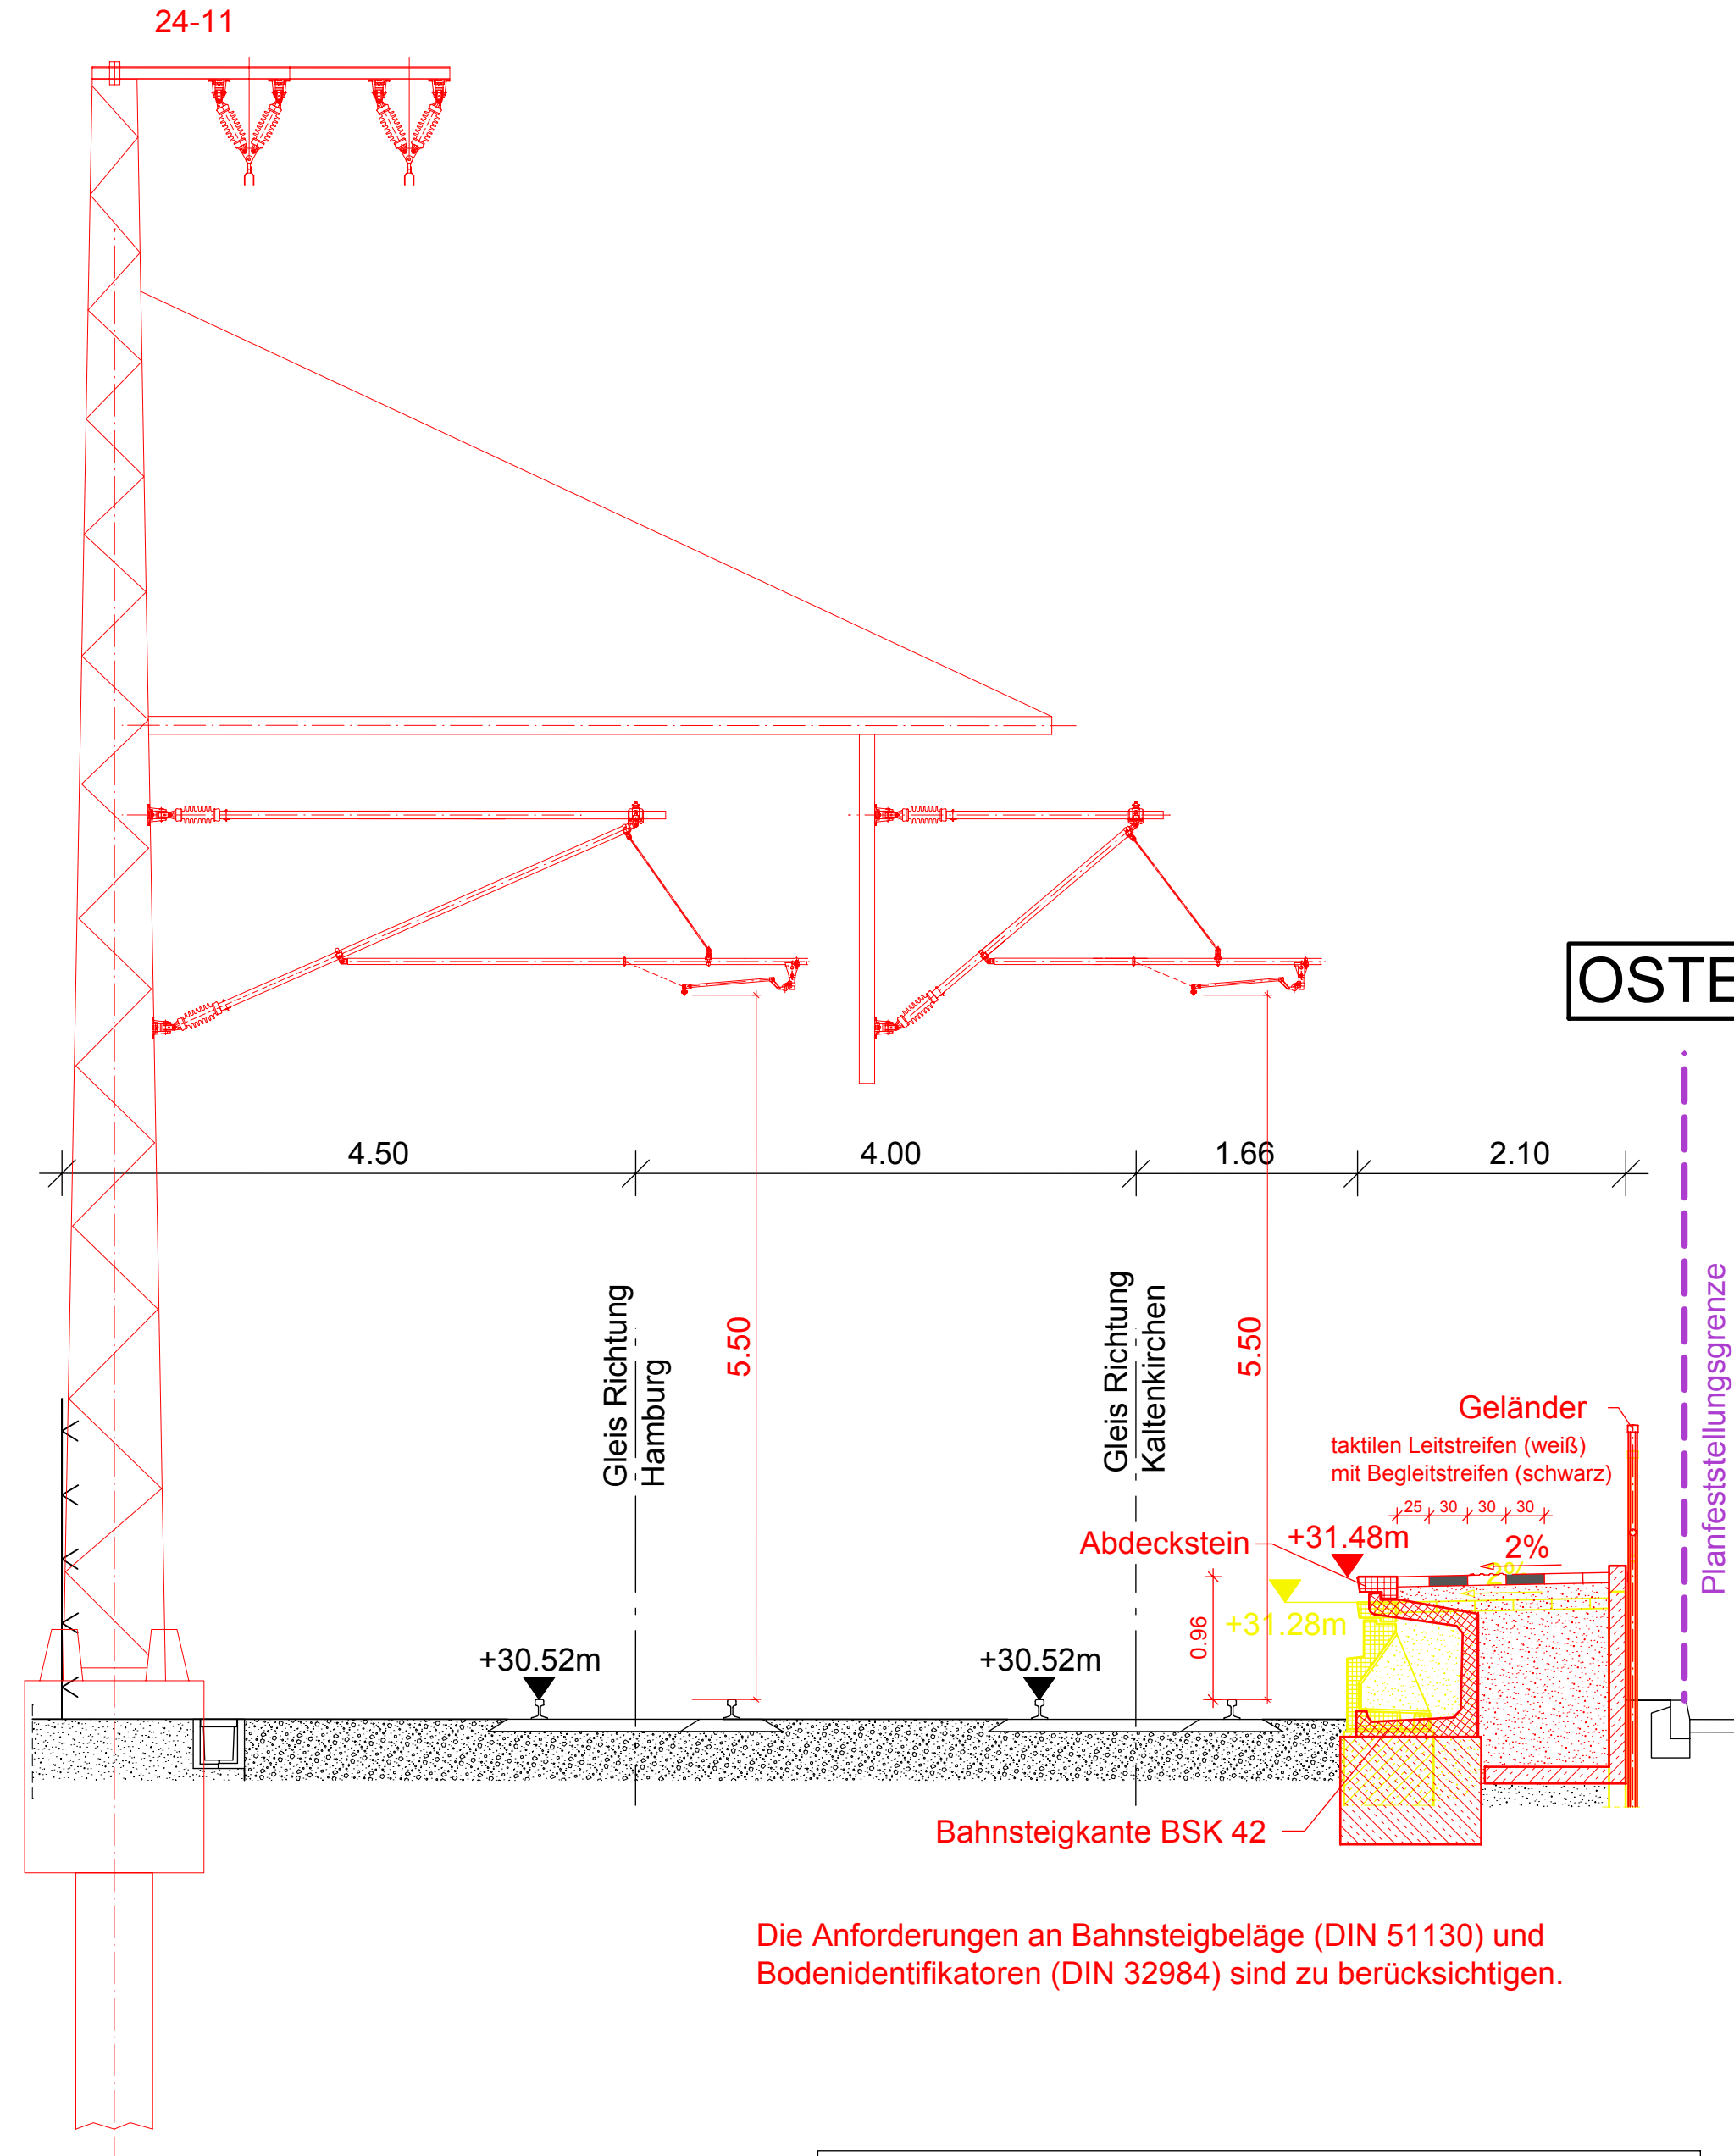 24-11
OSTE
4.50
4.00
1.66
2.10
Gleis Richtung
Hamburg
5.50
Gleis Richtung
Kaltenkirchen
5.50
Planfeststellungsgrenze
Geländer
taktilen Leitstreifen (weiß)
mit Begleitstreifen (schwarz)
25 30 30 30
Abdeckstein
+31.48m
2%
2%
0.96
+31.28m
+30.52m
+30.52m
Bahnsteigkante BSK 42
Die Anforderungen an Bahnsteigbeläge (DIN 51130) und
Bodenidentifikatoren (DIN 32984) sind zu berücksichtigen.